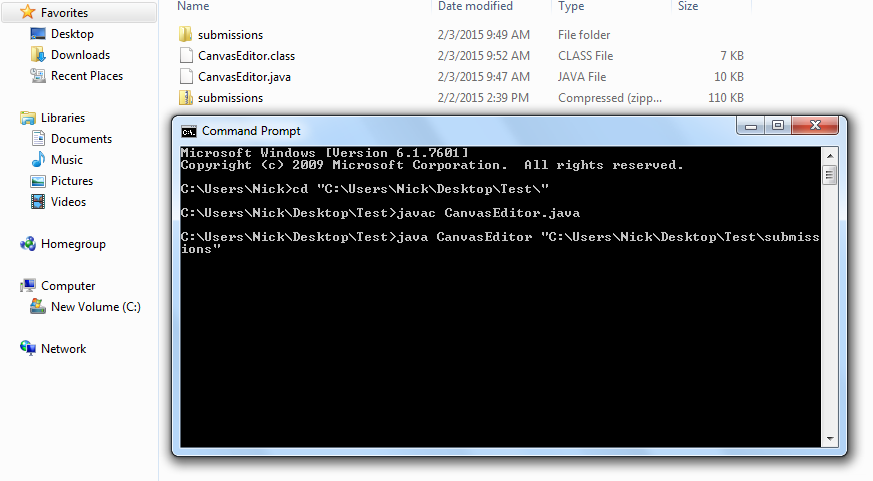 Favorites
Desktop
Downloads
Recent Places
Libraries
Documents
Music
Pictures
Videos
Homegroup
Computer
New Volume (C:)
Network
Name Date modified Type Size
submissions 2/3/2015 9:49 AM File folder
CanvasEditor.class 2/3/2015 9:52 AM CLASS File 7 KB
CanvasEditor.java 2/3/2015 9:47 AM JAVA File 10 KB
submissions 2/2/2015 2:39 PM Compressed (zipp... 110 KB
C:\. Command Prompt
Microsoft Windows [Version 6.1.7601]
Copyright (c) 2009 Microsoft Corporation.  All rights reserved.
C:\Users\Nick>cd "C:\Users\Nick\Desktop\Test\"
C:\Users\Nick\Desktop\Test>javac CanvasEditor.java
C:\Users\Nick\Desktop\Test>java CanvasEditor "C:\Users\Nick\Desktop\Test\submiss
ions"